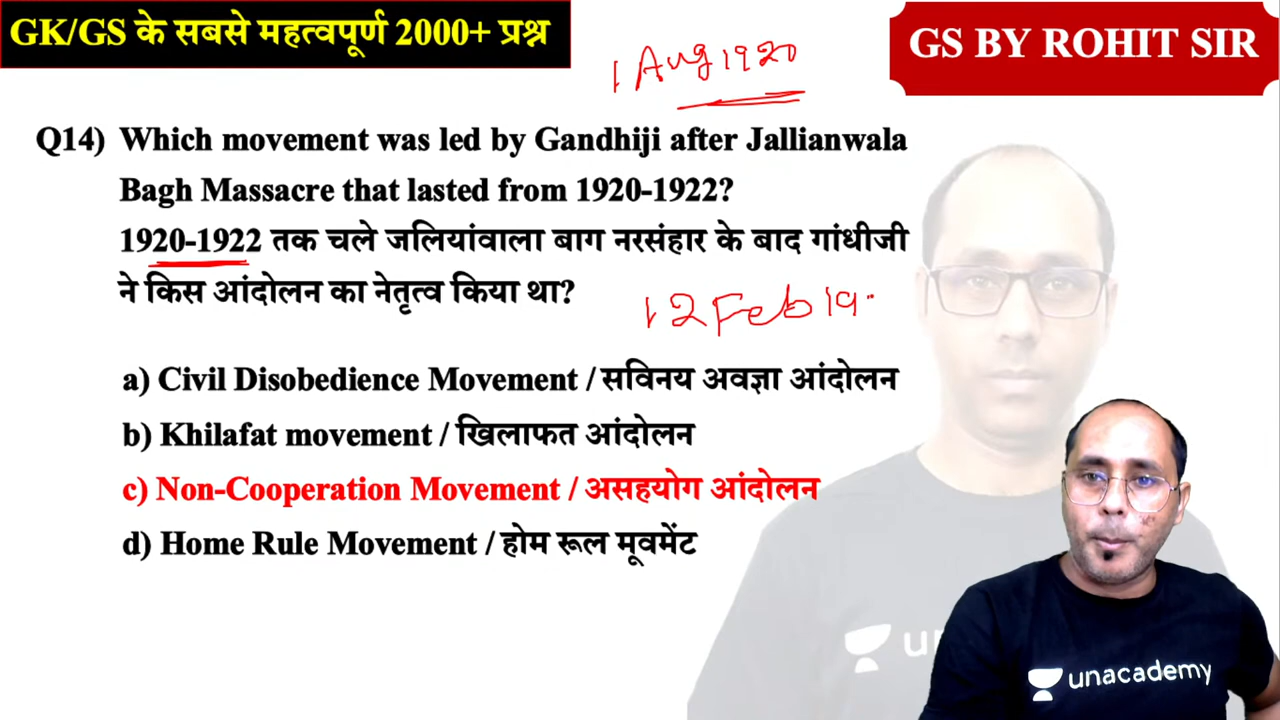 GK/GS के सबसे महत्वपूर्ण 2000+ प्रश्न
GS BY ROHIT SIR
1 Aug 1920
Q14) Which movement was led by Gandhiji after Jallianwala
Bagh Massacre that lasted from 1920-1922?
1920-1922 तक चले जलियांवाला बाग नरसंहार के बाद गांधीजी
ने किस आंदोलन का नेतृत्व किया था?
12 Feb 19
a) Civil Disobedience Movement / सविनय अवज्ञा आंदोलन
b) Khilafat movement / खिलाफत आंदोलन
c) Non-Cooperation Movement / असहयोग आंदोलन
d) Home Rule Movement / होम रूल मूवमेंट
un
unacademy